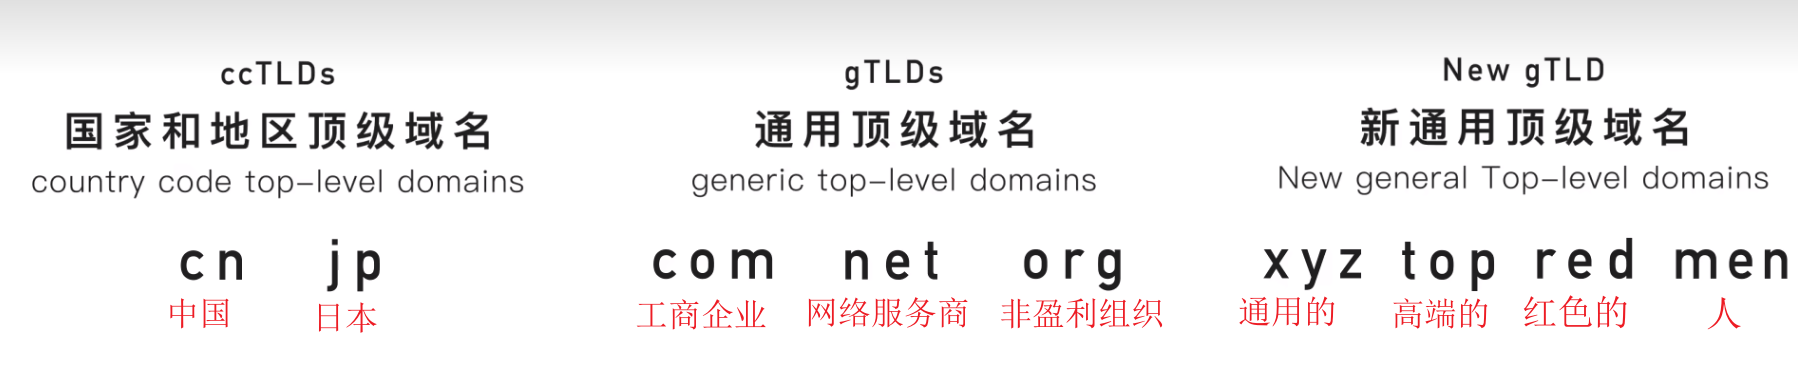 ccTLDs
国家和地区顶级域名
country code top-level domains
cn jp
中国 日本
gTLDs
通用顶级域名
generic top-level domains
com net org
工商企业 网络服务商 非盈利组织
New gTLD
新通用顶级域名
New general Top-level domains
xyz top red men
通用的 高端的 红色的 人